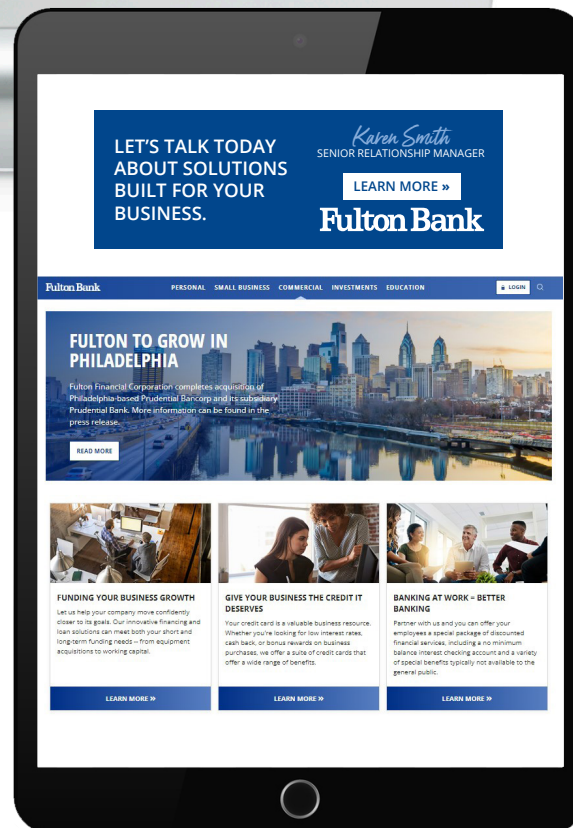 LET'S TALK TODAY
ABOUT SOLUTIONS
BUILT FOR YOUR
BUSINESS.
Karen Smith
SENIOR RELATIONSHIP MANAGER
LEARN MORE »
Fulton Bank
Fulton Bank PERSONAL SMALL BUSINESS COMMERCIAL INVESTMENTS EDUCATION LOGIN
FULTON TO GROW IN
PHILADELPHIA
Fulton Financial Corporation completes acquisition of
Philadelphia-based Prudential Bancorp and its subsidiary
Prudential Bank. More information can be found in the
press release.
READ MORE
FUNDING YOUR BUSINESS GROWTH
Let us help your company move confidently
closer to its goals. Our innovative financing and
loan solutions can meet both your short and
long-term funding needs – from equipment
acquisitions to working capital.
LEARN MORE »
GIVE YOUR BUSINESS THE CREDIT IT
DESERVES
Your credit card is a valuable business resource.
Whether you're looking for low interest rates,
cash back, or bonus rewards on business
purchases, we offer a suite of credit cards that
offer a wide range of benefits.
LEARN MORE »
BANKING AT WORK = BETTER
BANKING
Partner with us and you can offer your
employees a special package of discounted
financial services, including a no minimum
balance interest checking account and a variety
of special benefits typically not available to the
general public.
LEARN MORE »